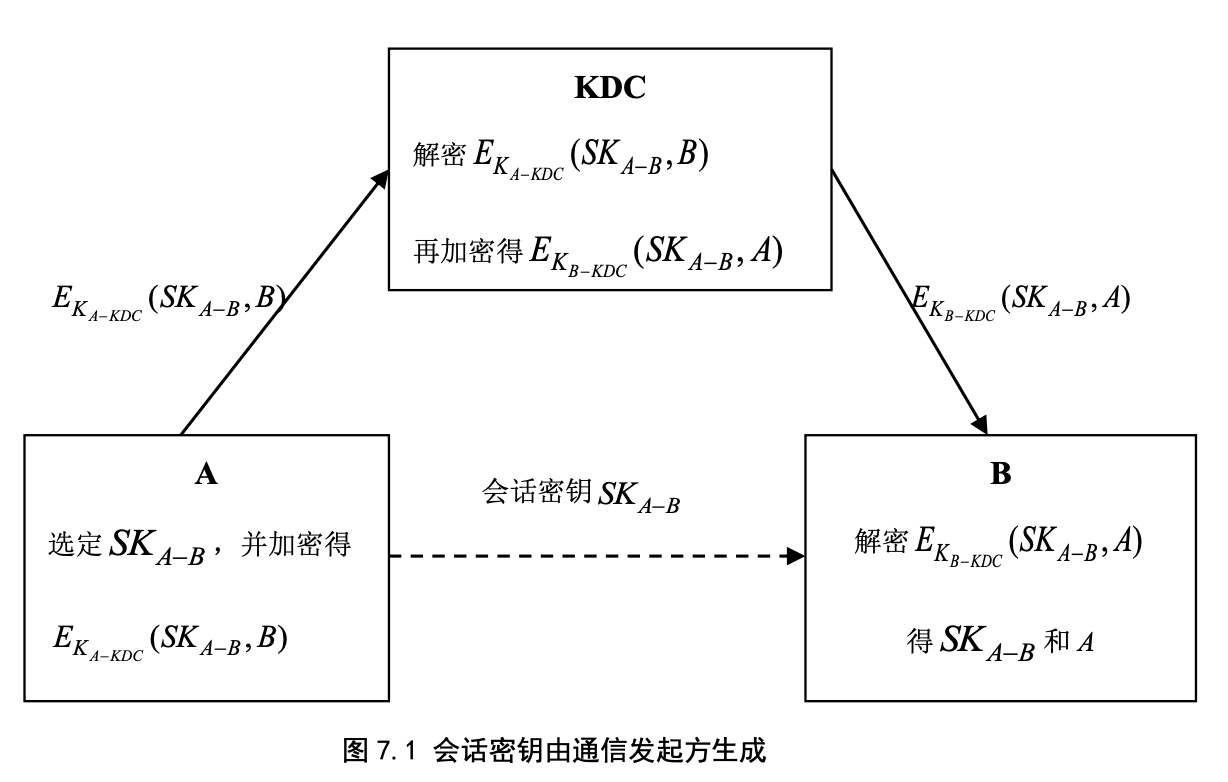 KDC
解密 E_{K_{A-KDC}}(SK_{A-B}, B)
再加密得 E_{K_{B-KDC}}(SK_{A-B}, A)
E_{K_{A-KDC}}(SK_{A-B}, B)
E_{K_{B-KDC}}(SK_{A-B}, A)
A
选定 SK_{A-B}，并加密得
E_{K_{A-KDC}}(SK_{A-B}, B)
会话密钥 SK_{A-B}
B
解密 E_{K_{B-KDC}}(SK_{A-B}, A)
得 SK_{A-B} 和 A
图 7.1 会话密钥由通信发起方生成